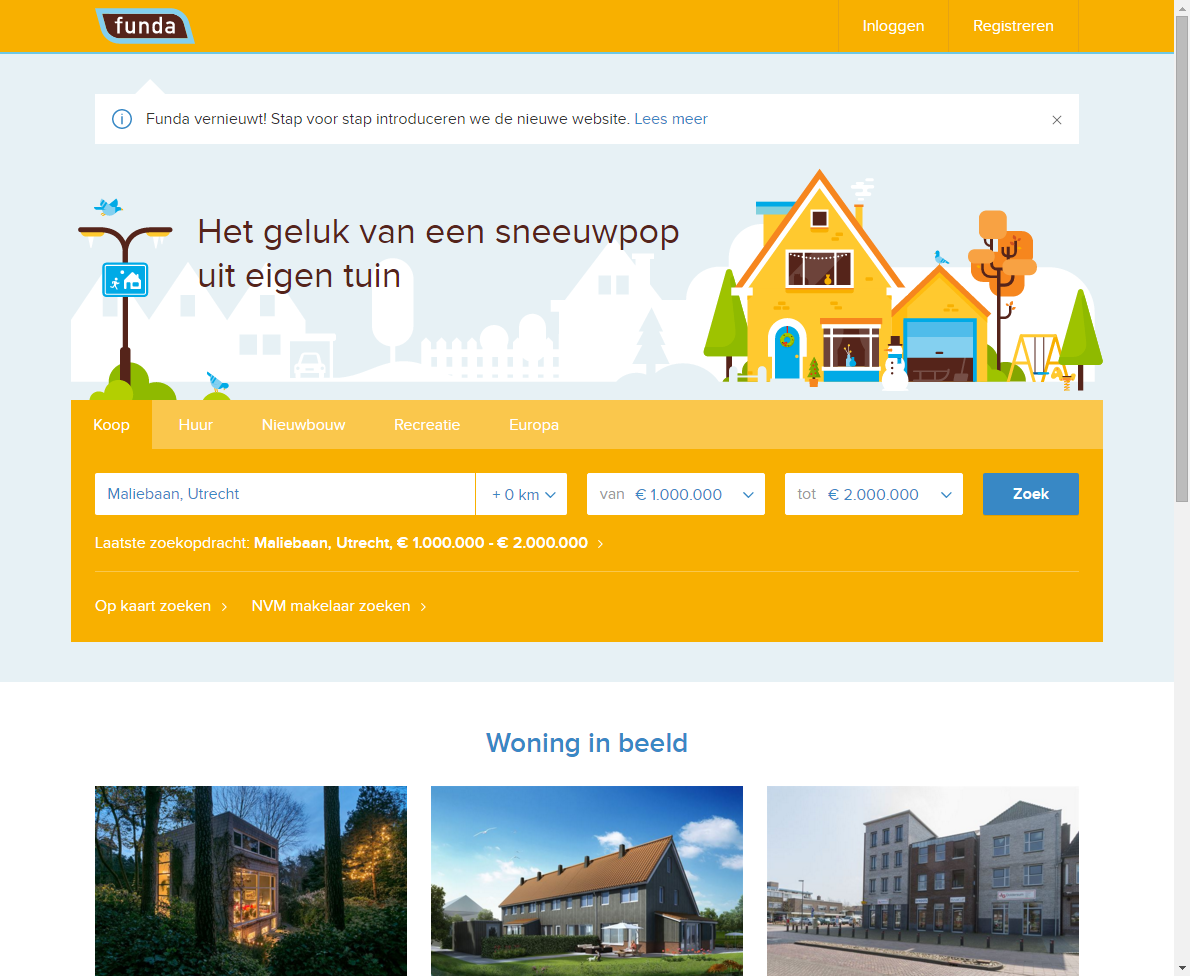 funda
Inloggen
Registreren
Funda vernieuwt! Stap voor stap introduceren we de nieuwe website. Lees meer
Het geluk van een sneeuwpop
uit eigen tuin
Koop
Huur
Nieuwbouw
Recreatie
Europa
Maliebaan, Utrecht
+ 0 km
van € 1.000.000
tot € 2.000.000
Zoek
Laatste zoekopdracht: Maliebaan, Utrecht, € 1.000.000 - € 2.000.000
Op kaart zoeken
NVM makelaar zoeken
Woning in beeld